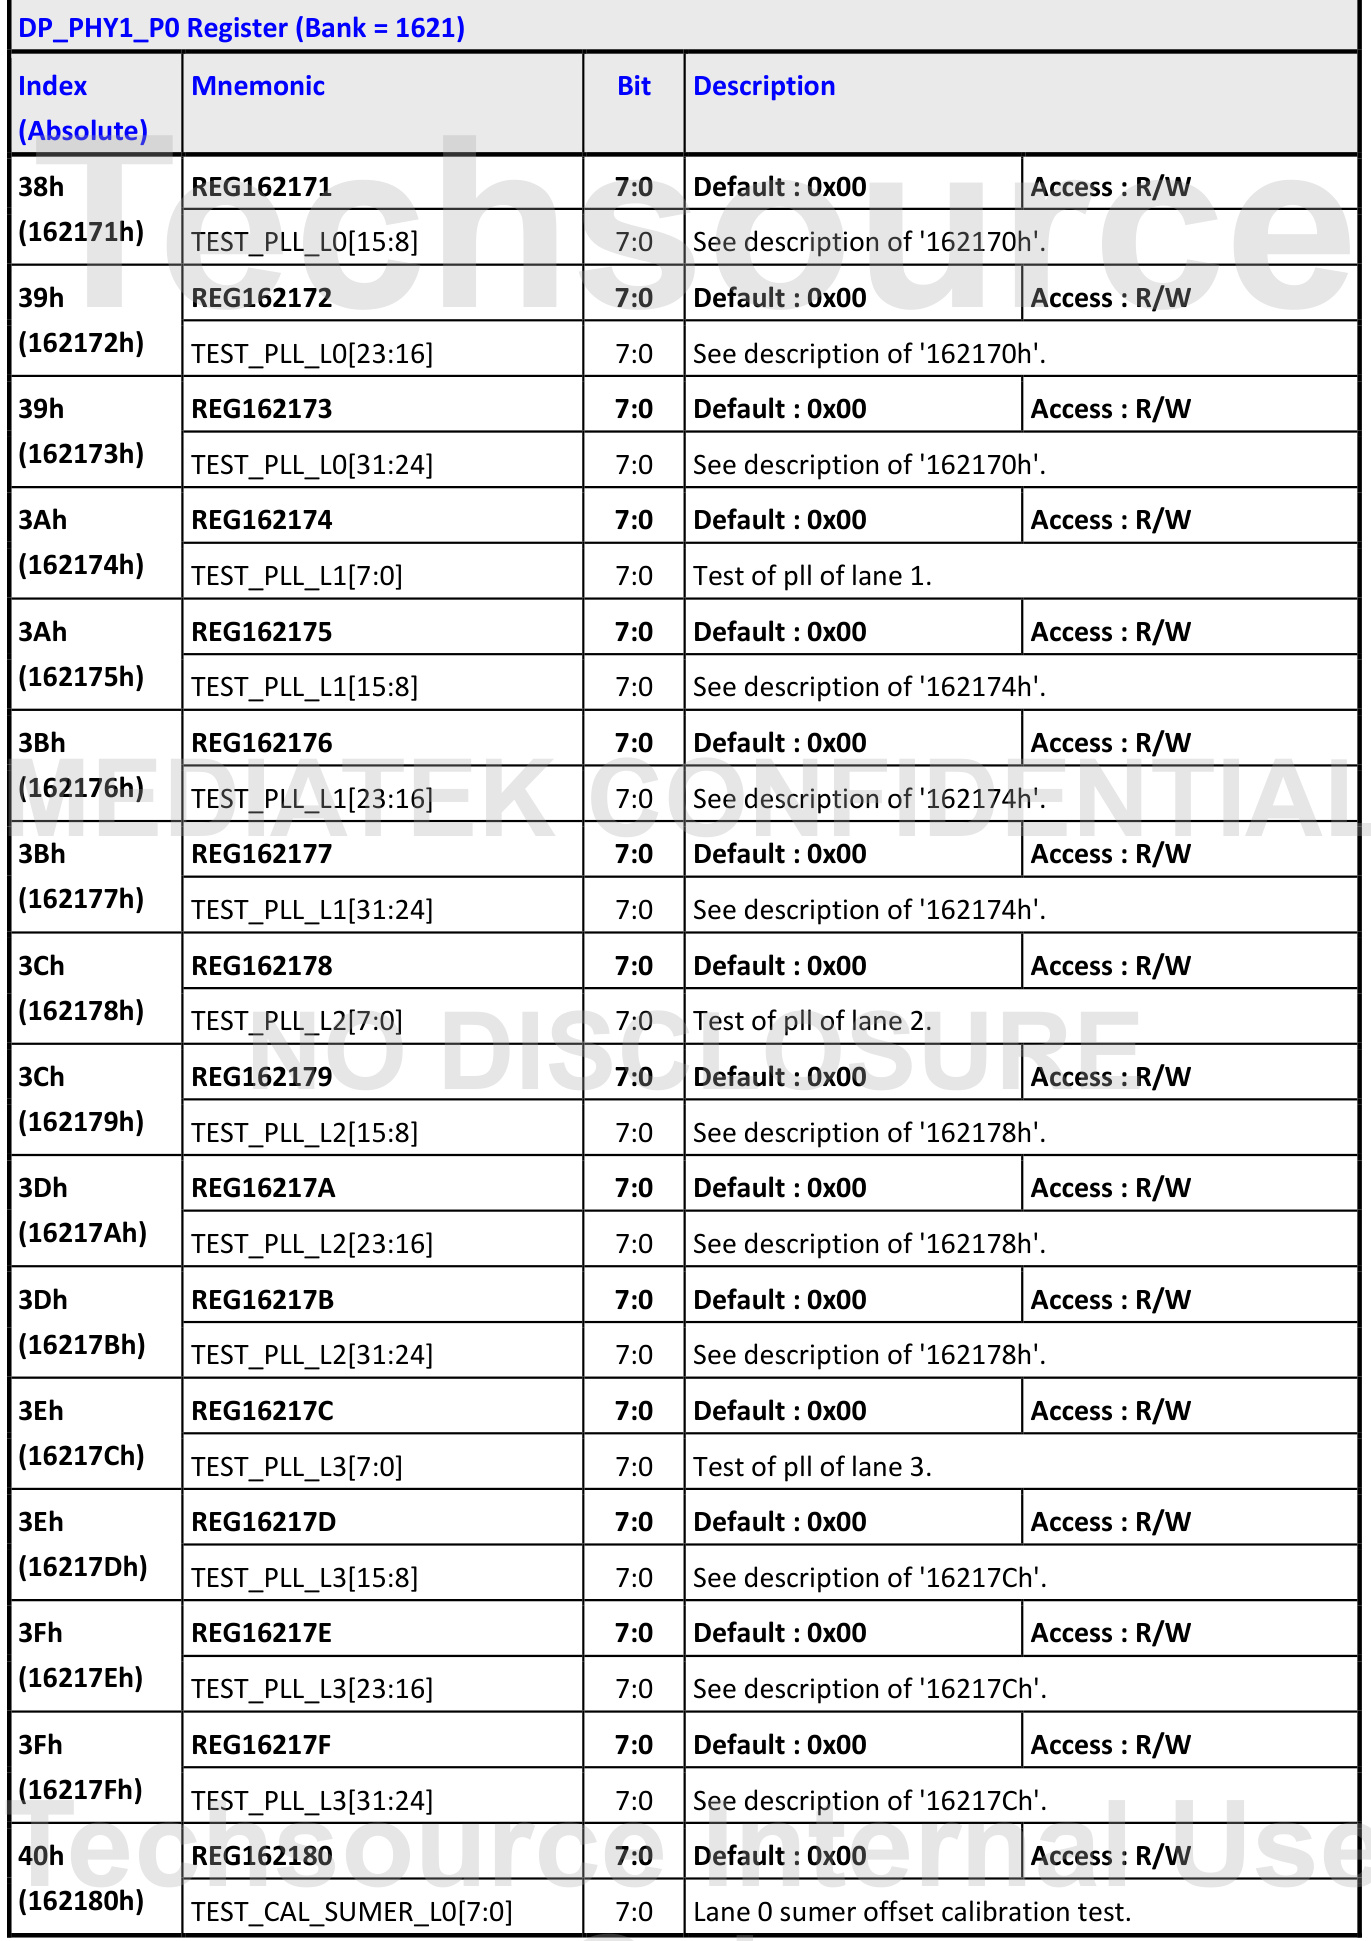 DP_PHY1_P0 Register (Bank = 1621)
Index (Absolute) Mnemonic Bit Description
38h (162171h) REG162171 7:0 Default : 0x00 Access : R/W
TEST_PLL_L0[15:8] 7:0 See description of '162170h'.
39h (162172h) REG162172 7:0 Default : 0x00 Access : R/W
TEST_PLL_L0[23:16] 7:0 See description of '162170h'.
39h (162173h) REG162173 7:0 Default : 0x00 Access : R/W
TEST_PLL_L0[31:24] 7:0 See description of '162170h'.
3Ah (162174h) REG162174 7:0 Default : 0x00 Access : R/W
TEST_PLL_L1[7:0] 7:0 Test of pll of lane 1.
3Ah (162175h) REG162175 7:0 Default : 0x00 Access : R/W
TEST_PLL_L1[15:8] 7:0 See description of '162174h'.
3Bh (162176h) REG162176 7:0 Default : 0x00 Access : R/W
TEST_PLL_L1[23:16] 7:0 See description of '162174h'.
3Bh (162177h) REG162177 7:0 Default : 0x00 Access : R/W
TEST_PLL_L1[31:24] 7:0 See description of '162174h'.
3Ch (162178h) REG162178 7:0 Default : 0x00 Access : R/W
TEST_PLL_L2[7:0] 7:0 Test of pll of lane 2.
3Ch (162179h) REG162179 7:0 Default : 0x00 Access : R/W
TEST_PLL_L2[15:8] 7:0 See description of '162178h'.
3Dh (16217Ah) REG16217A 7:0 Default : 0x00 Access : R/W
TEST_PLL_L2[23:16] 7:0 See description of '162178h'.
3Dh (16217Bh) REG16217B 7:0 Default : 0x00 Access : R/W
TEST_PLL_L2[31:24] 7:0 See description of '162178h'.
3Eh (16217Ch) REG16217C 7:0 Default : 0x00 Access : R/W
TEST_PLL_L3[7:0] 7:0 Test of pll of lane 3.
3Eh (16217Dh) REG16217D 7:0 Default : 0x00 Access : R/W
TEST_PLL_L3[15:8] 7:0 See description of '16217Ch'.
3Fh (16217Eh) REG16217E 7:0 Default : 0x00 Access : R/W
TEST_PLL_L3[23:16] 7:0 See description of '16217Ch'.
3Fh (16217Fh) REG16217F 7:0 Default : 0x00 Access : R/W
TEST_PLL_L3[31:24] 7:0 See description of '16217Ch'.
40h (162180h) REG162180 7:0 Default : 0x00 Access : R/W
TEST_CAL_SUMER_L0[7:0] 7:0 Lane 0 sumer offset calibration test.
Techsource
MEDIATEK CONFIDENTIAL
NO DISCLOSURE
Techsource Internal Use